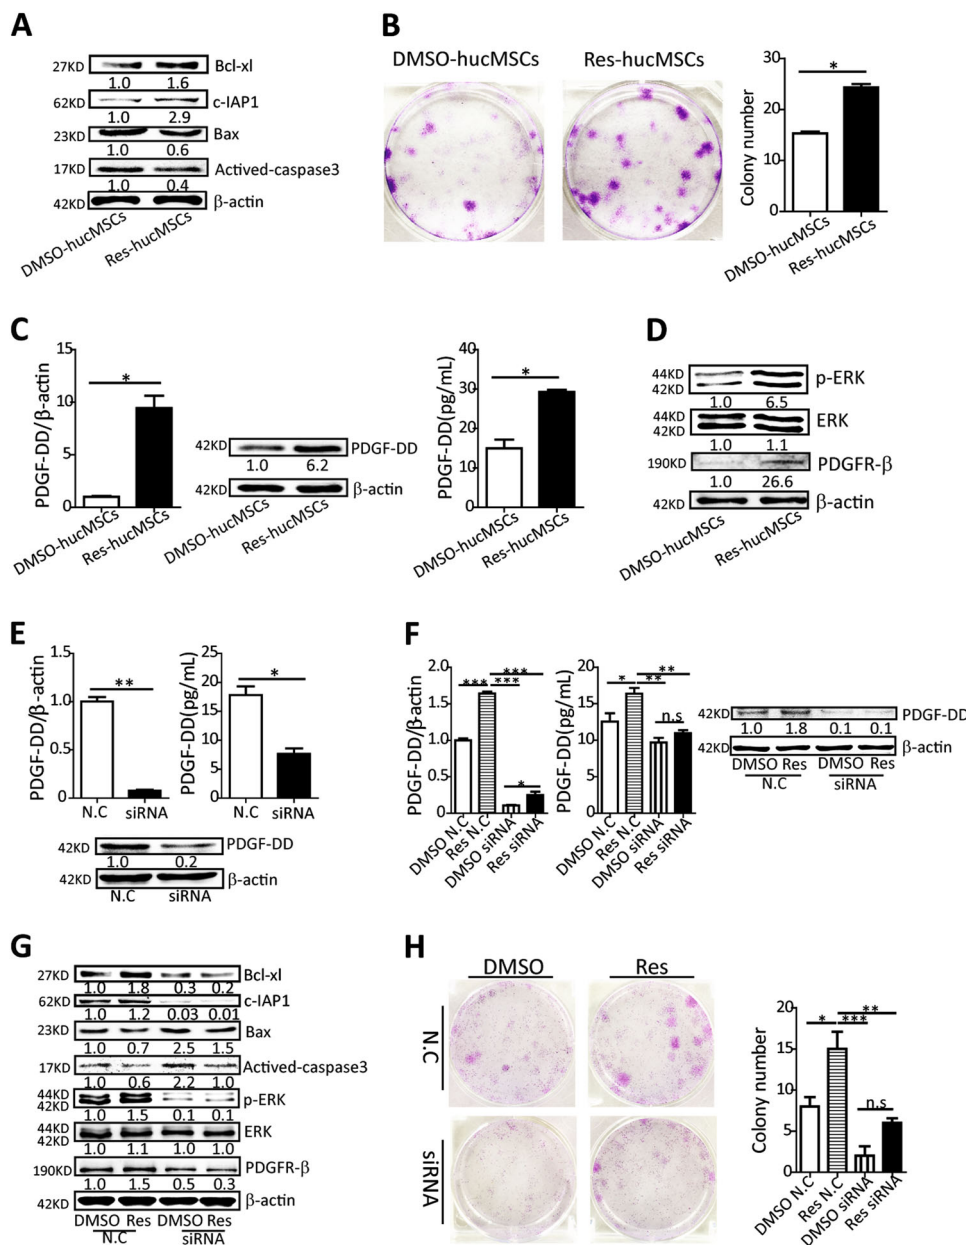 A
27KD Bcl-xl
1.0 1.6
62KD c-IAP1
1.0 2.9
23KD Bax
1.0 0.6
17KD Actived-caspase3
1.0 0.4
42KD β-actin
DMSO-hucMSCs Res-hucMSCs
B
DMSO-hucMSCs Res-hucMSCs
Colony number
30
20
10
0
*
DMSO-hucMSCs Res-hucMSCs
C
PDGF-DD/β-actin
15
10
5
0
*
DMSO-hucMSCs Res-hucMSCs
42KD PDGF-DD
1.0 6.2
42KD β-actin
DMSO-hucMSCs Res-hucMSCs
PDGF-DD(pg/mL)
40
30
20
10
0
*
DMSO-hucMSCs Res-hucMSCs
D
44KD
42KD
p-ERK
1.0 6.5
44KD
42KD
ERK
1.0 1.1
190KD PDGFR-β
1.0 26.6
42KD β-actin
DMSO-hucMSCs Res-hucMSCs
E
PDGF-DD/β-actin
1.5
1.0
0.5
0
**
N.C siRNA
PDGF-DD(pg/mL)
25
20
15
10
5
0
*
N.C siRNA
42KD PDGF-DD
1.0 0.2
42KD β-actin
N.C siRNA
F
PDGF-DD/β-actin
2.0
1.5
1.0
0.5
0
***
***
***
*
DMSO N.C Res N.C DMSO siRNA Res siRNA
PDGF-DD(pg/mL)
20
15
10
5
0
**
* **
n.s
DMSO N.C Res N.C DMSO siRNA Res siRNA
42KD PDGF-DD
1.0 1.8 0.1 0.1
42KD β-actin
DMSO Res DMSO Res
N.C siRNA
G
27KD Bcl-xl
1.0 1.8 0.3 0.2
62KD c-IAP1
1.0 1.2 0.03 0.01
23KD Bax
1.0 0.7 2.5 1.5
17KD Actived-caspase3
1.0 0.6 2.2 1.0
44KD
42KD
p-ERK
1.0 1.5 0.1 0.1
44KD
42KD
ERK
1.0 1.1 1.0 1.0
190KD PDGFR-β
1.0 1.5 0.5 0.3
42KD β-actin
DMSO Res DMSO Res
N.C siRNA
H
DMSO Res
N.C
siRNA
Colony number
20
15
10
5
0
**
* ***
n.s
DMSO N.C Res N.C DMSO siRNA Res siRNA